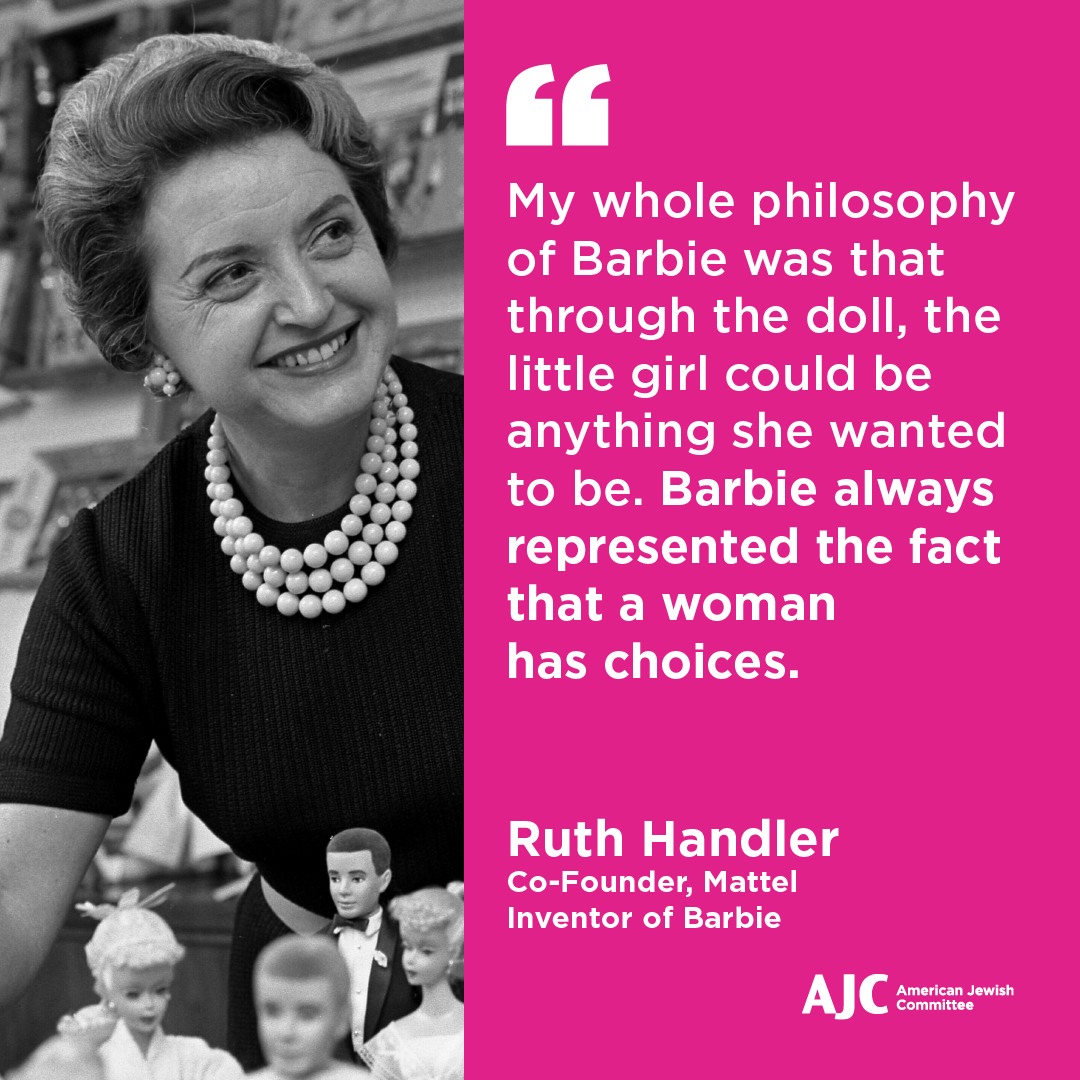 “
My whole philosophy
of Barbie was that
through the doll, the
little girl could be
anything she wanted
to be. Barbie always
represented the fact
that a woman
has choices.
Ruth Handler
Co-Founder, Mattel
Inventor of Barbie
AJC American Jewish
Committee